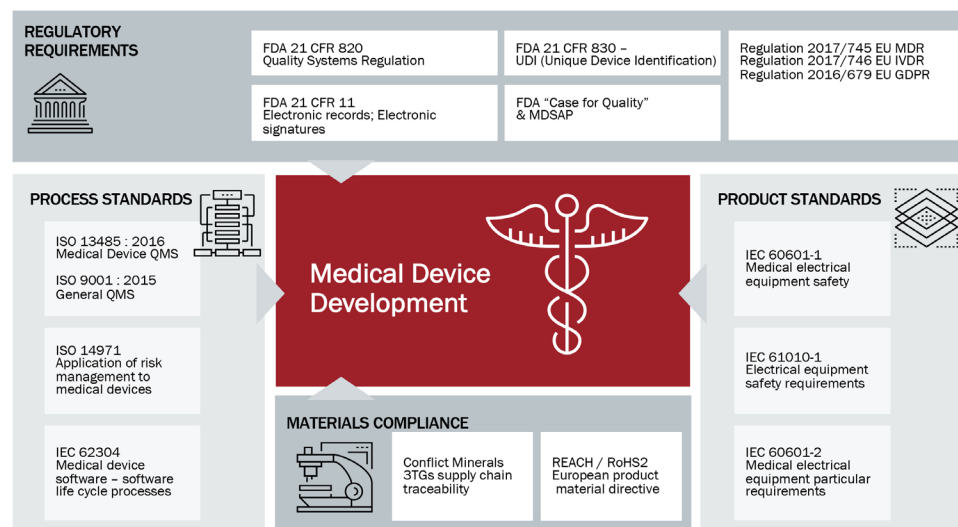 REGULATORY
REQUIREMENTS
FDA 21 CFR 820
Quality Systems Regulation
FDA 21 CFR 830 –
UDI (Unique Device Identification)
Regulation 2017/745 EU MDR
Regulation 2017/746 EU IVDR
Regulation 2016/679 EU GDPR
FDA 21 CFR 11
Electronic records; Electronic
signatures
FDA “Case for Quality”
& MDSAP
PROCESS STANDARDS
ISO 13485 : 2016
Medical Device QMS
ISO 9001 : 2015
General QMS
ISO 14971
Application of risk
management to
medical devices
IEC 62304
Medical device
software – software
life cycle processes
Medical Device
Development
MATERIALS COMPLIANCE
Conflict Minerals
3TGs supply chain
traceability
REACH / RoHS2
European product
material directive
PRODUCT STANDARDS
IEC 60601-1
Medical electrical
equipment safety
IEC 61010-1
Electrical equipment
safety requirements
IEC 60601-2
Medical electrical
equipment particular
requirements